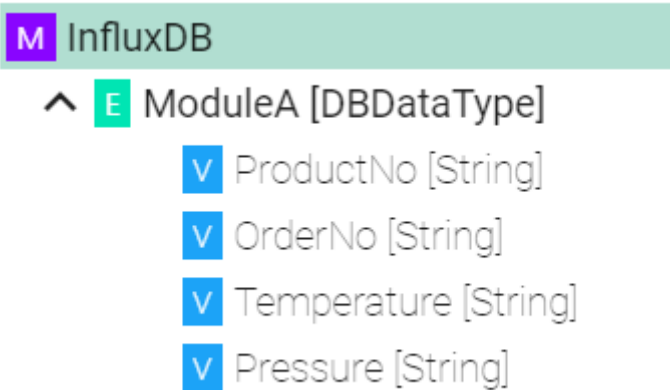 M InfluxDB
E ModuleA [DBDataType]
V ProductNo [String]
V OrderNo [String]
V Temperature [String]
V Pressure [String]